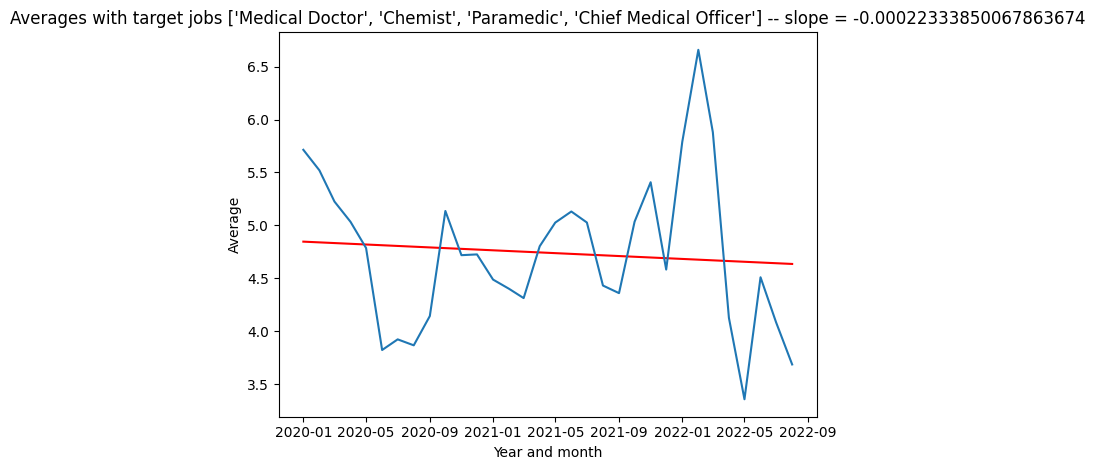 Averages with target jobs ['Medical Doctor', 'Chemist', 'Paramedic', 'Chief Medical Officer'] -- slope = -0.00022333850067863674
6.5
6.0
5.5
5.0
4.5
4.0
3.5
Average
2020-01 2020-05 2020-09 2021-01 2021-05 2021-09 2022-01 2022-05 2022-09
Year and month